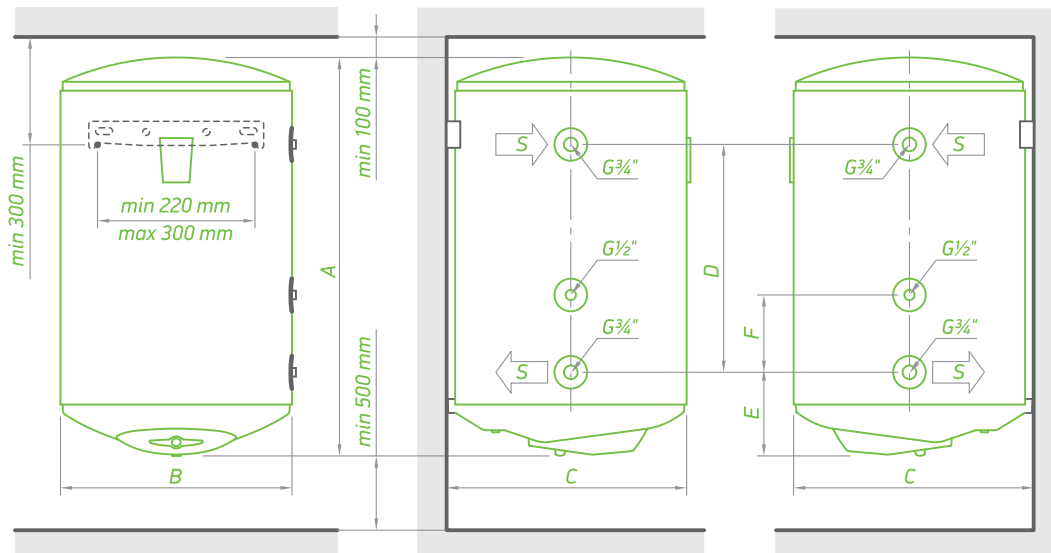 min 300 mm
min 220 mm
max 300 mm
B
A
min 100 mm
min 500 mm
S
G¾"
G½"
G¾"
S
C
D
F
E
S
G¾"
G½"
G¾"
S
C